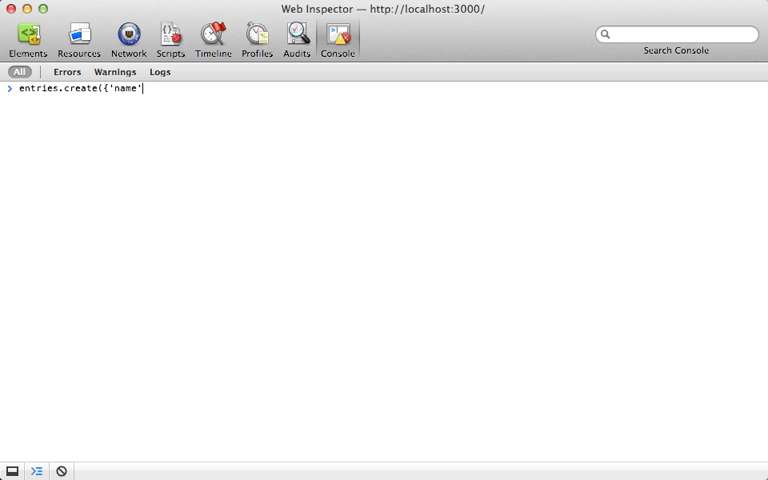 Web Inspector — http://localhost:3000/
Elements Resources Network Scripts Timeline Profiles Audits Console Search Console
All Errors Warnings Logs
> entries.create({'name'